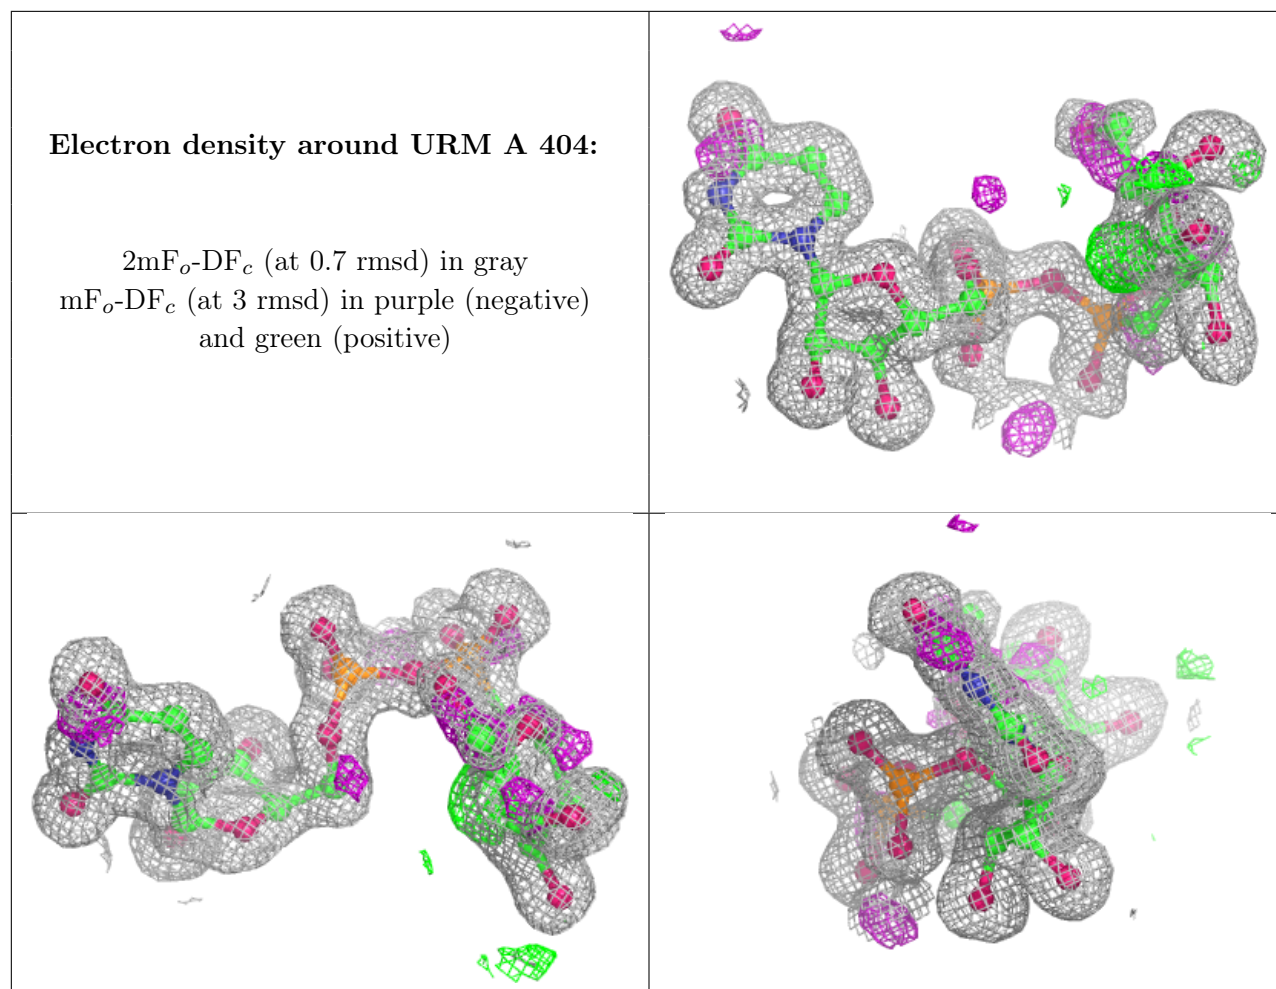 Electron density around URM A 404:
2mFo-DFc (at 0.7 rmsd) in gray
mFo-DFc (at 3 rmsd) in purple (negative)
and green (positive)